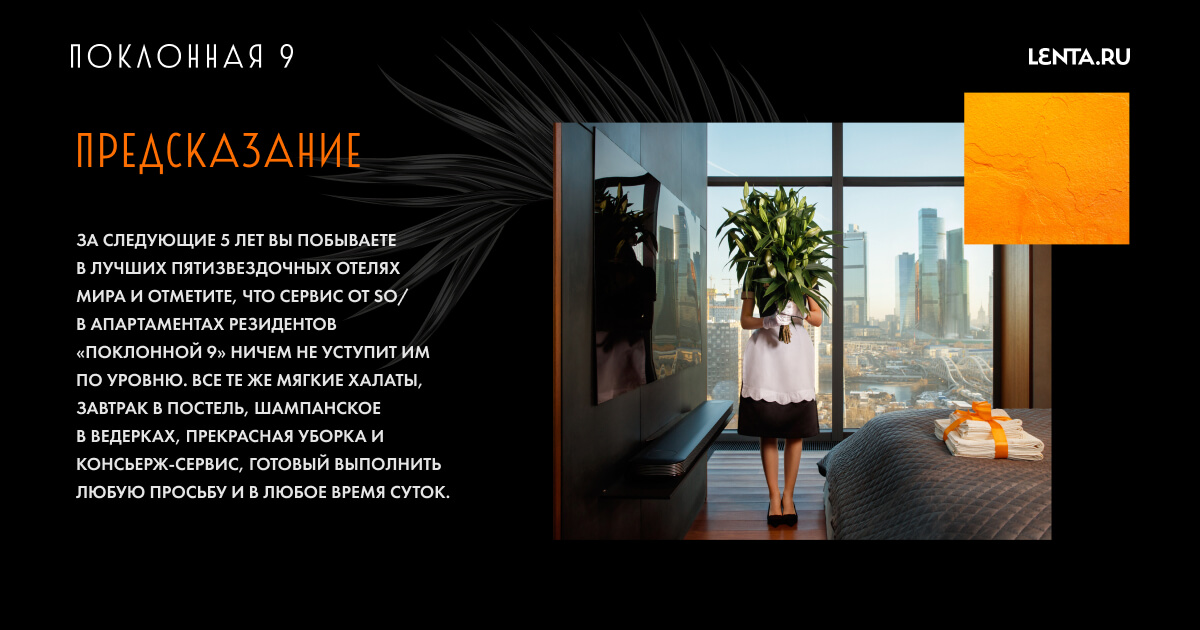 ПОКЛОННАЯ 9
LENTA.RU
ПРЕДСКАЗАНИЕ
ЗА СЛЕДУЮЩИЕ 5 ЛЕТ ВЫ ПОБЫВАЕТЕ
В ЛУЧШИХ ПЯТИЗВЕЗДОЧНЫХ ОТЕЛЯХ
МИРА И ОТМЕТИТЕ, ЧТО СЕРВИС ОТ SO/
В АПАРТАМЕНТАХ РЕЗИДЕНТОВ
«ПОКЛОННОЙ 9» НИЧЕМ НЕ УСТУПИТ ИМ
ПО УРОВНЮ. ВСЕ ТЕ ЖЕ МЯГКИЕ ХАЛАТЫ,
ЗАВТРАК В ПОСТЕЛЬ, ШАМПАНСКОЕ
В ВЕДЕРКАХ, ПРЕКРАСНАЯ УБОРКА И
КОНСЬЕРЖ-СЕРВИС, ГОТОВЫЙ ВЫПОЛНИТЬ
ЛЮБУЮ ПРОСЬБУ И В ЛЮБОЕ ВРЕМЯ СУТОК.